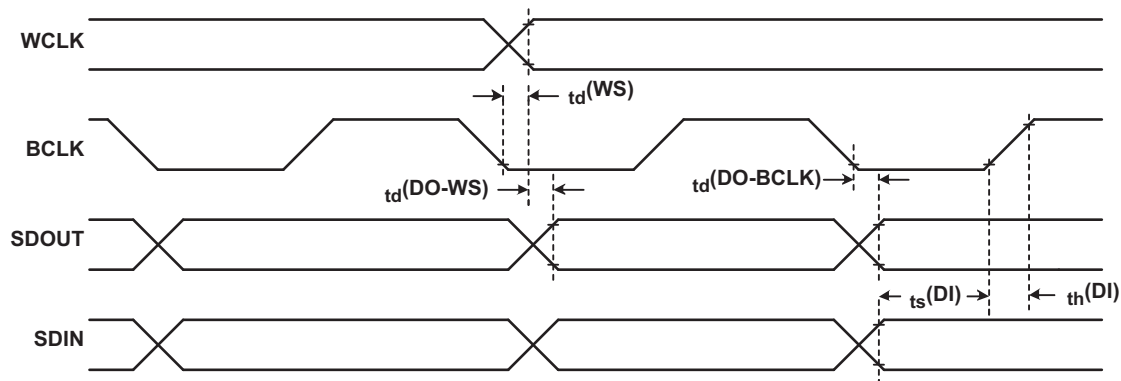 WCLK
td(WS)
BCLK
td(DO-WS)
td(DO-BCLK)
SDOUT
ts(DI)
th(DI)
SDIN